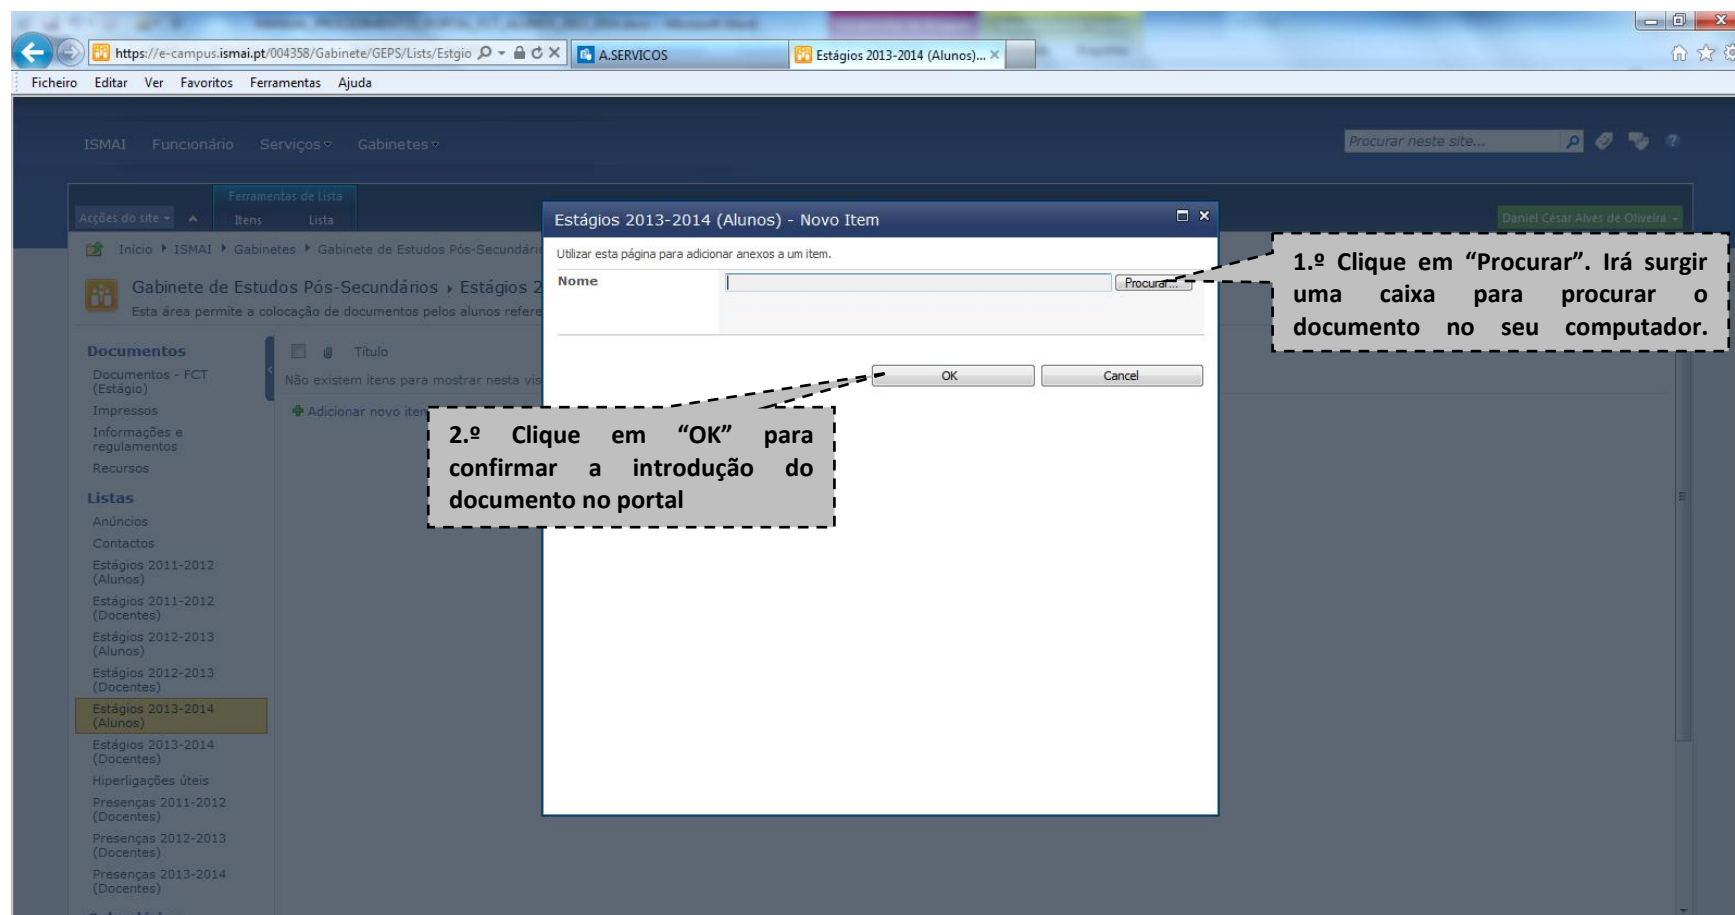 https://e-campus.ismai.pt/004358/Gabinete/GEPS/Lists/Estgio
A.SERVICOS
Estágios 2013-2014 (Alunos)...
Ficheiro Editar Ver Favoritos Ferramentas Ajuda
ISMAI Funcionário Serviços Gabinetes
Procurar neste site...
Ferramentas de Lista
Acções do site Itens Lista
Daniel César Alves de Oliveira
Início ISMAI Gabinetes Gabinete de Estudos Pós-Secundário
Gabinete de Estudos Pós-Secundários Estágios 2
Esta área permite a colocação de documentos pelos alunos refere
Estágios 2013-2014 (Alunos) - Novo Item
Utilizar esta página para adicionar anexos a um item.
Nome
Procurar...
OK Cancel
1.º Clique em “Procurar”. Irá surgir
uma caixa para procurar o
documento no seu computador.
2.º Clique em “OK” para
confirmar a introdução do
documento no portal
Título
Não existem itens para mostrar nesta vis
Adicionar novo item
Documentos
Documentos - FCT
(Estágio)
Impressos
Informações e
regulamentos
Recursos
Listas
Anúncios
Contactos
Estágios 2011-2012
(Alunos)
Estágios 2011-2012
(Docentes)
Estágios 2012-2013
(Alunos)
Estágios 2012-2013
(Docentes)
Estágios 2013-2014
(Alunos)
Estágios 2013-2014
(Docentes)
Hiperligações úteis
Presenças 2011-2012
(Docentes)
Presenças 2012-2013
(Docentes)
Presenças 2013-2014
(Docentes)